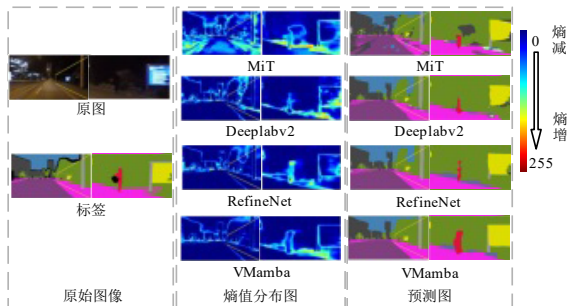 MiT
MiT
原图
Deeplabv2
Deeplabv2
标签
RefineNet
RefineNet
VMamba
VMamba
原始图像
熵值分布图
预测图
熵减
0
熵增
255